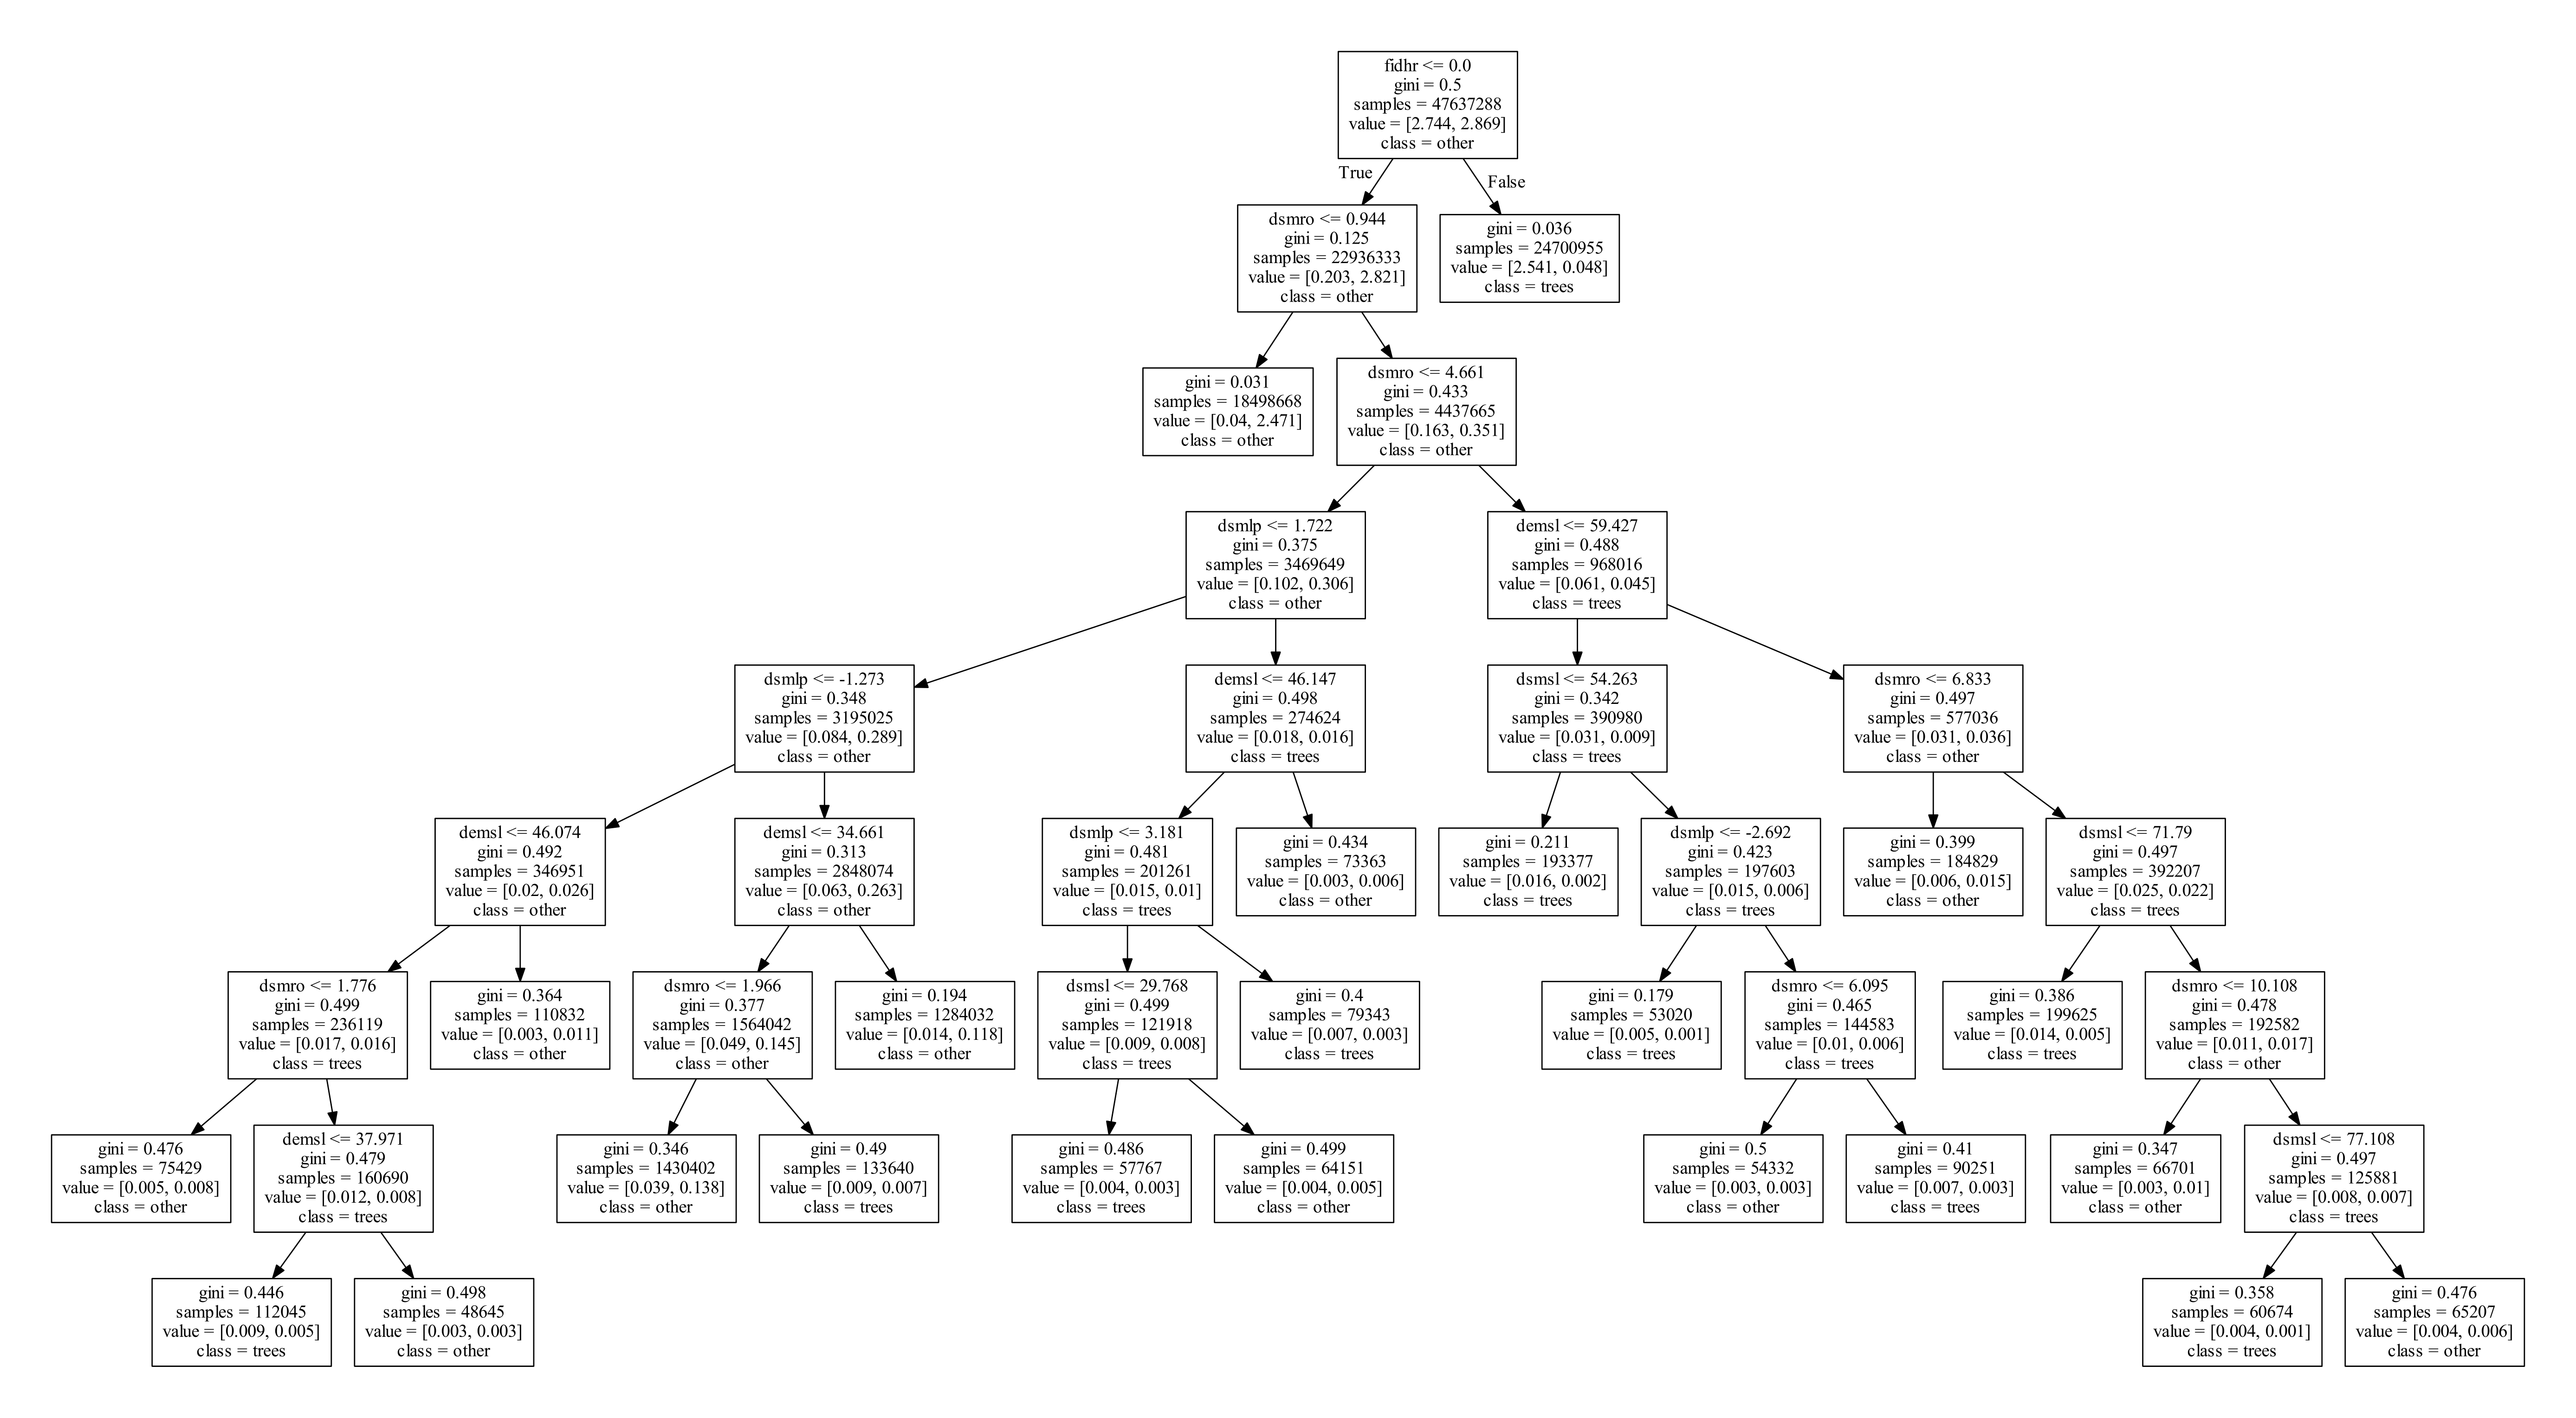 fidhr <= 0.0
gini = 0.5
samples = 47637288
value = [2.744, 2.869]
class = other
True
False
dsmro <= 0.944
gini = 0.125
samples = 22936333
value = [0.203, 2.821]
class = other
gini = 0.036
samples = 24700955
value = [2.541, 0.048]
class = trees
gini = 0.031
samples = 18498668
value = [0.04, 2.471]
class = other
dsmro <= 4.661
gini = 0.433
samples = 4437665
value = [0.163, 0.351]
class = other
dsmlp <= 1.722
gini = 0.375
samples = 3469649
value = [0.102, 0.306]
class = other
demsl <= 59.427
gini = 0.488
samples = 968016
value = [0.061, 0.045]
class = trees
dsmlp <= -1.273
gini = 0.348
samples = 3195025
value = [0.084, 0.289]
class = other
demsl <= 46.147
gini = 0.498
samples = 274624
value = [0.018, 0.016]
class = trees
dsmsl <= 54.263
gini = 0.342
samples = 390980
value = [0.031, 0.009]
class = trees
dsmro <= 6.833
gini = 0.497
samples = 577036
value = [0.031, 0.036]
class = other
demsl <= 46.074
gini = 0.492
samples = 346951
value = [0.02, 0.026]
class = other
demsl <= 34.661
gini = 0.313
samples = 2848074
value = [0.063, 0.263]
class = other
dsmlp <= 3.181
gini = 0.481
samples = 201261
value = [0.015, 0.01]
class = trees
gini = 0.434
samples = 73363
value = [0.003, 0.006]
class = other
gini = 0.211
samples = 193377
value = [0.016, 0.002]
class = trees
dsmlp <= -2.692
gini = 0.423
samples = 197603
value = [0.015, 0.006]
class = trees
gini = 0.399
samples = 184829
value = [0.006, 0.015]
class = other
dsmsl <= 71.79
gini = 0.497
samples = 392207
value = [0.025, 0.022]
class = trees
dsmro <= 1.776
gini = 0.499
samples = 236119
value = [0.017, 0.016]
class = trees
gini = 0.364
samples = 110832
value = [0.003, 0.011]
class = other
dsmro <= 1.966
gini = 0.377
samples = 1564042
value = [0.049, 0.145]
class = other
gini = 0.194
samples = 1284032
value = [0.014, 0.118]
class = other
dsmsl <= 29.768
gini = 0.499
samples = 121918
value = [0.009, 0.008]
class = trees
gini = 0.4
samples = 79343
value = [0.007, 0.003]
class = trees
gini = 0.179
samples = 53020
value = [0.005, 0.001]
class = trees
dsmro <= 6.095
gini = 0.465
samples = 144583
value = [0.01, 0.006]
class = trees
gini = 0.386
samples = 199625
value = [0.014, 0.005]
class = trees
dsmro <= 10.108
gini = 0.478
samples = 192582
value = [0.011, 0.017]
class = other
gini = 0.476
samples = 75429
value = [0.005, 0.008]
class = other
demsl <= 37.971
gini = 0.479
samples = 160690
value = [0.012, 0.008]
class = trees
gini = 0.346
samples = 1430402
value = [0.039, 0.138]
class = other
gini = 0.49
samples = 133640
value = [0.009, 0.007]
class = trees
gini = 0.486
samples = 57767
value = [0.004, 0.003]
class = trees
gini = 0.499
samples = 64151
value = [0.004, 0.005]
class = other
gini = 0.5
samples = 54332
value = [0.003, 0.003]
class = other
gini = 0.41
samples = 90251
value = [0.007, 0.003]
class = trees
gini = 0.347
samples = 66701
value = [0.003, 0.01]
class = other
dsmsl <= 77.108
gini = 0.497
samples = 125881
value = [0.008, 0.007]
class = trees
gini = 0.446
samples = 112045
value = [0.009, 0.005]
class = trees
gini = 0.498
samples = 48645
value = [0.003, 0.003]
class = other
gini = 0.358
samples = 60674
value = [0.004, 0.001]
class = trees
gini = 0.476
samples = 65207
value = [0.004, 0.006]
class = other